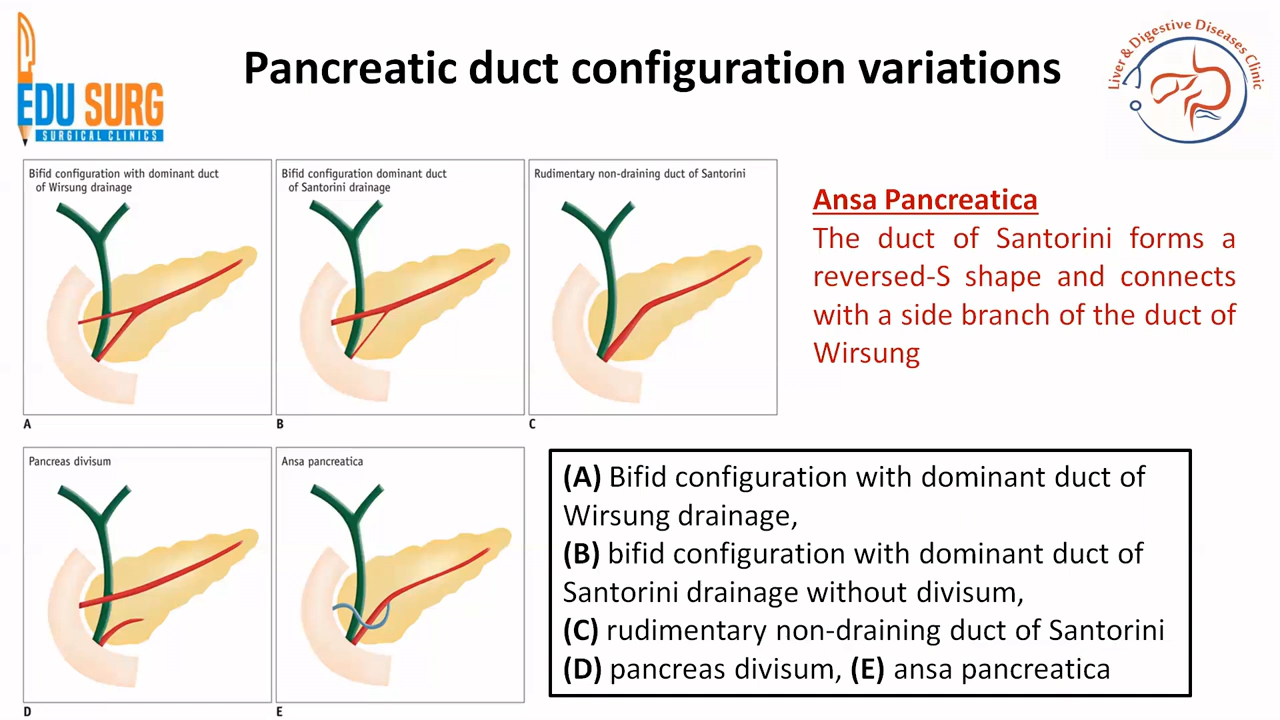 EDU SURG
SURGICAL CLINICS
Pancreatic duct configuration variations
Liver & Digestive Diseases Clinic
Bifid configuration with dominant duct
of Wirsung drainage
A
Bifid configuration dominant duct
of Santorini drainage
B
Rudimentary non-draining duct of Santorini
C
Ansa Pancreatica
The duct of Santorini forms a
reversed-S shape and connects
with a side branch of the duct of
Wirsung
Pancreas divisum
D
Ansa pancreatica
E
(A) Bifid configuration with dominant duct of
Wirsung drainage,
(B) bifid configuration with dominant duct of
Santorini drainage without divisum,
(C) rudimentary non-draining duct of Santorini
(D) pancreas divisum, (E) ansa pancreatica